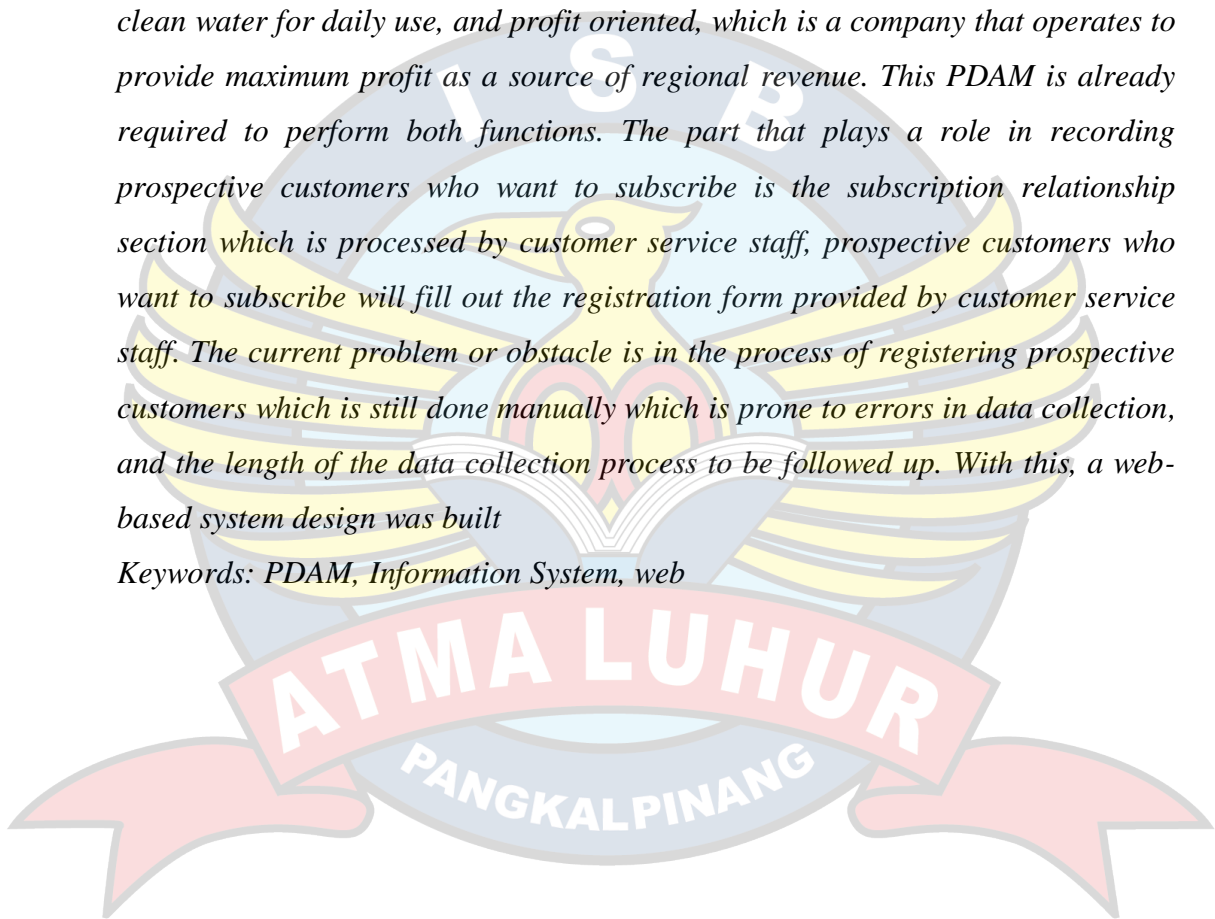 clean water for daily use, and profit oriented, which is a company that operates to
provide maximum profit as a source of regional revenue. This PDAM is already
required to perform both functions. The part that plays a role in recording
prospective customers who want to subscribe is the subscription relationship
section which is processed by customer service staff, prospective customers who
want to subscribe will fill out the registration form provided by customer service
staff. The current problem or obstacle is in the process of registering prospective
customers which is still done manually which is prone to errors in data collection,
and the length of the data collection process to be followed up. With this, a web-
based system design was built
Keywords: PDAM, Information System, web
I S B
ATMA LUHUR
PANGKALPINANG